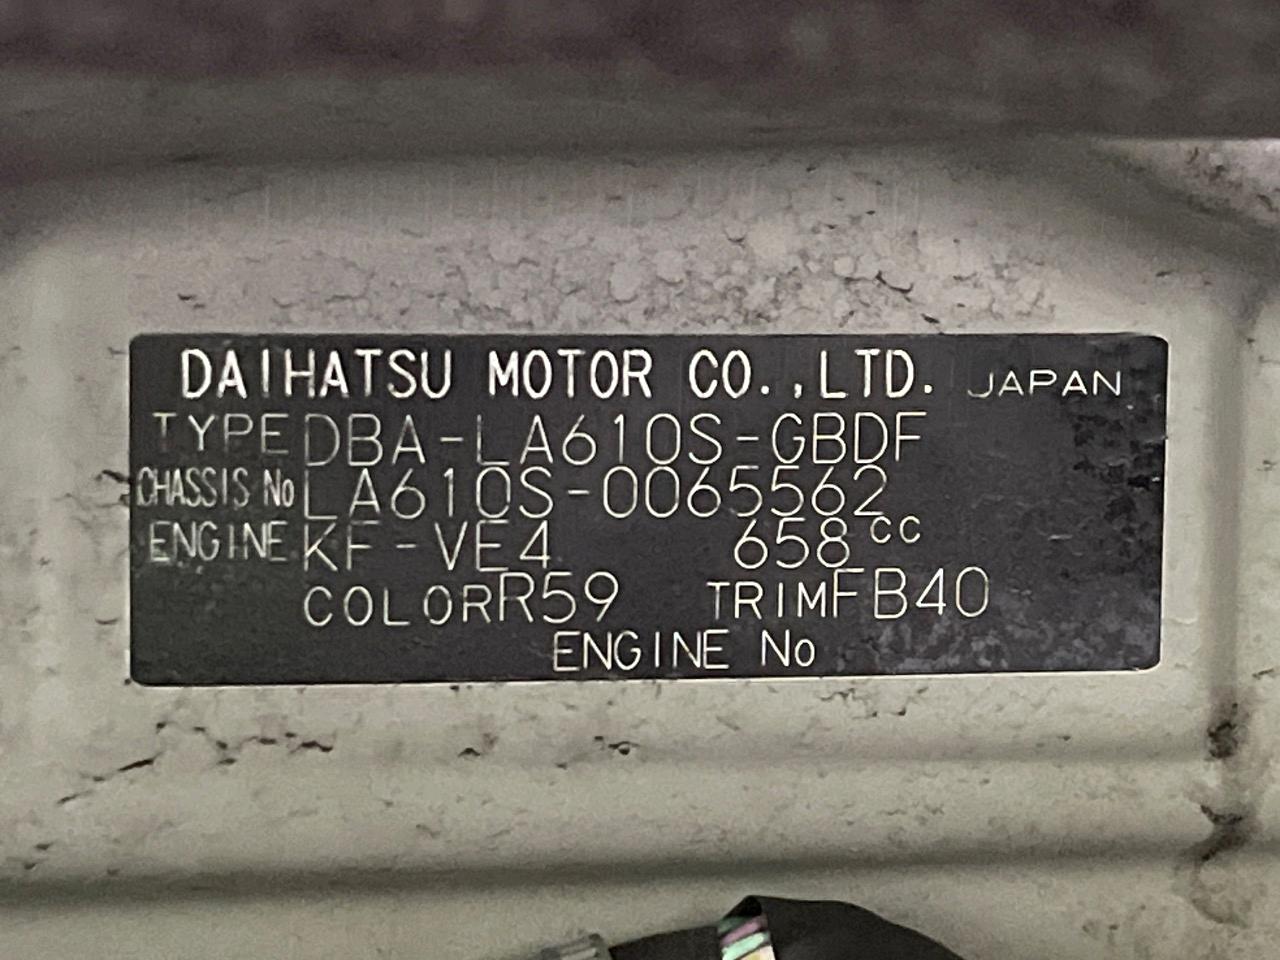 DAIHATSU MOTOR CO.,LTD. JAPAN
TYPE DBA-LA610S-GBDF
CHASSIS No LA610S-0065562
ENGINE KF-VE4 658cc
COLOR R59 TRIM FB40
ENGINE No